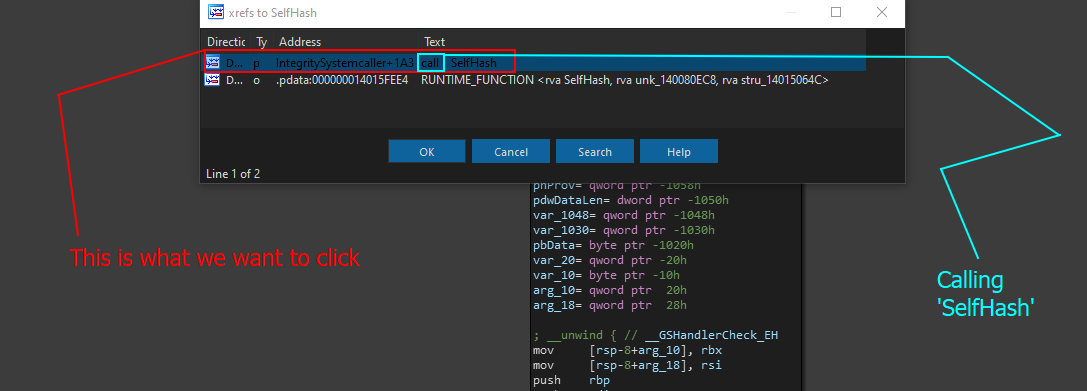 xrefs to SelfHash
Directic Ty Address Text
D... p IntegritySystemcaller+1A3 call SelfHash
D... o .pdata:000000014015FEE4 RUNTIME_FUNCTION <rva SelfHash, rva unk_140080EC8, rva stru_14015064C>
OK Cancel Search Help
Line 1 of 2
phProv= qword ptr -1058h
pdwDataLen= dword ptr -1050h
var_1048= qword ptr -1048h
var_1030= qword ptr -1030h
pbData= byte ptr -1020h
var_20= qword ptr -20h
var_10= byte ptr -10h
arg_10= qword ptr  20h
arg_18= qword ptr  28h
; __unwind { // __GSHandlerCheck_EH
mov     [rsp-8+arg_10], rbx
mov     [rsp-8+arg_18], rsi
push    rbp
This is what we want to click
Calling
'SelfHash'